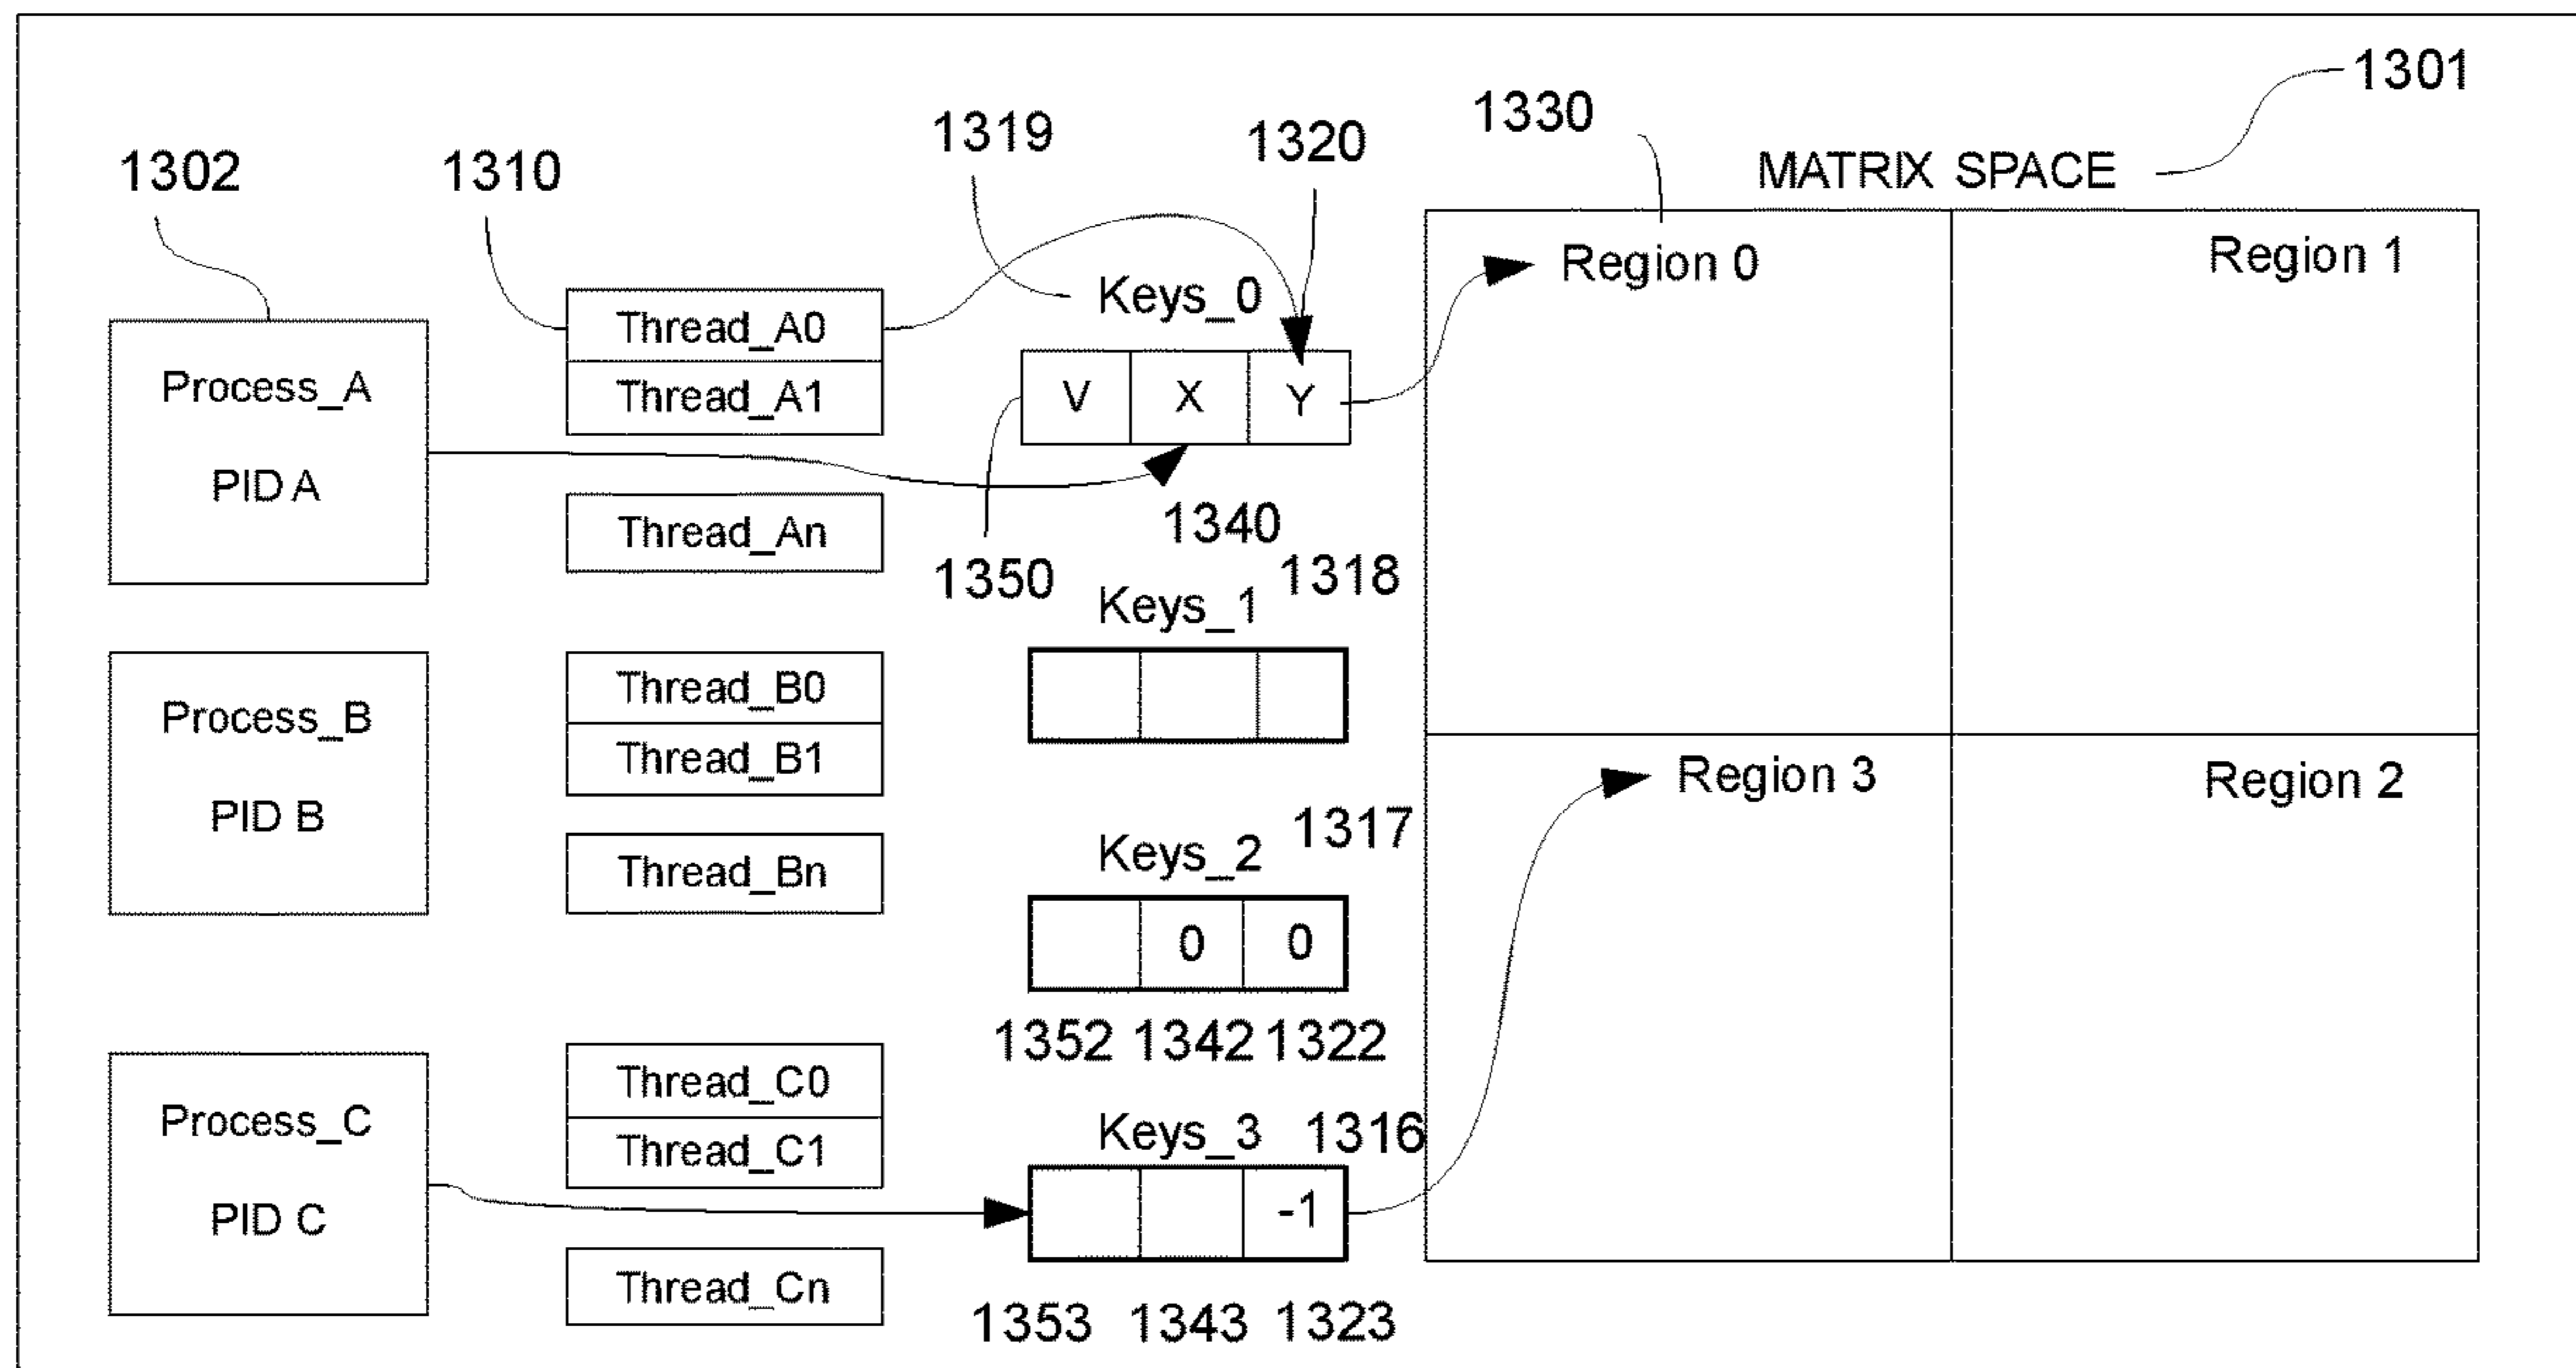 1301
1330
MATRIX SPACE
1319
1320
1302
1310
Region 0
Region 1
Keys_0
Thread_A0
Thread_A1
Process_A
PID A
V X Y
Thread_An
1340
1350
1318
Keys_1
Process_B
PID B
Thread_B0
Thread_B1
Region 3
Region 2
1317
Keys_2
Thread_Bn
0 0
1352 1342 1322
Process_C
PID C
Thread_C0
Thread_C1
Keys_3 1316
-1
Thread_Cn
1353 1343 1323